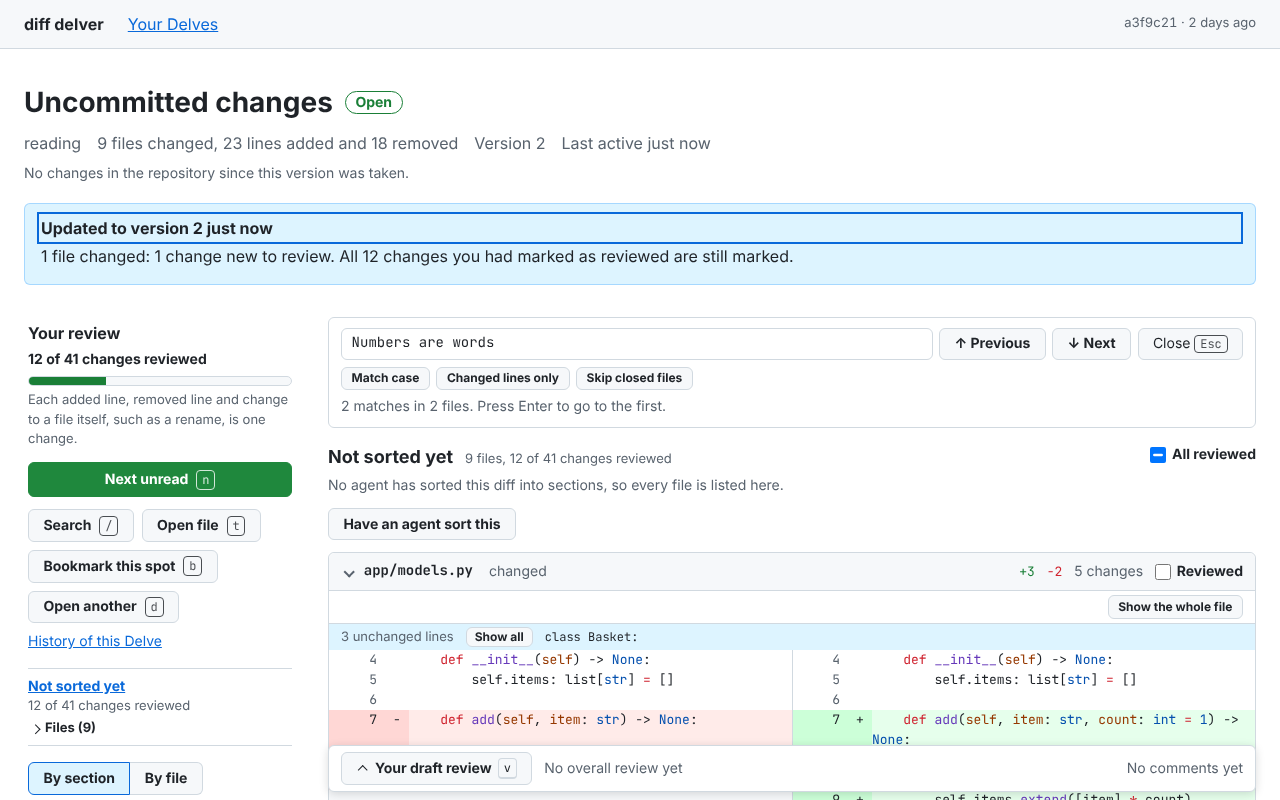 diff delver Your Delves a3f9c21 · 2 days ago
Uncommitted changes Open
reading 9 files changed, 23 lines added and 18 removed Version 2 Last active just now
No changes in the repository since this version was taken.
Updated to version 2 just now
1 file changed: 1 change new to review. All 12 changes you had marked as reviewed are still marked.
Your review
12 of 41 changes reviewed
Each added line, removed line and change
to a file itself, such as a rename, is one
change.
Next unread n
Search / Open file t
Bookmark this spot b
Open another d
History of this Delve
Not sorted yet
12 of 41 changes reviewed
Files (9)
By section By file
Numbers are words ↑ Previous ↓ Next Close Esc
Match case Changed lines only Skip closed files
2 matches in 2 files. Press Enter to go to the first.
Not sorted yet 9 files, 12 of 41 changes reviewed All reviewed
No agent has sorted this diff into sections, so every file is listed here.
Have an agent sort this
app/models.py changed +3 -2 5 changes Reviewed
Show the whole file
3 unchanged lines Show all class Basket:
4 def __init__(self) -> None: 4 def __init__(self) -> None:
5 self.items: list[str] = [] 5 self.items: list[str] = []
6 6
7 - def add(self, item: str) -> None: 7 + def add(self, item: str, count: int = 1) ->
None:
Your draft review v No overall review yet No comments yet
9 + self.items.extend([item] * count)